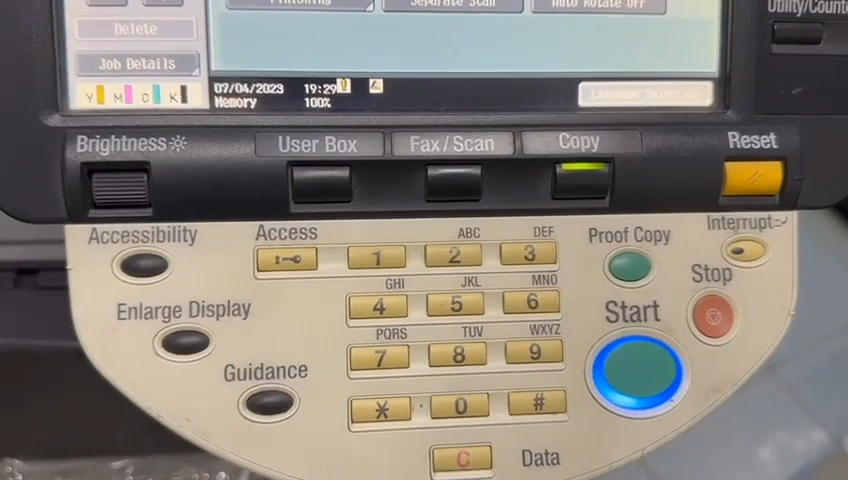 Finishing
Separate Scan
Auto Rotate Off
Utility/Counte
Delete
Job Details
Y M C K
07/04/2023 19:29
Memory 100%
Brightness
User Box
Fax/Scan
Copy
Reset
Accessibility
Access
ABC
DEF
Proof Copy
Interrupt
1 2 3
Stop
GHI JKL MNO
Enlarge Display
4 5 6
Start
PQRS TUV WXYZ
7 8 9
Guidance
* 0 #
C
Data